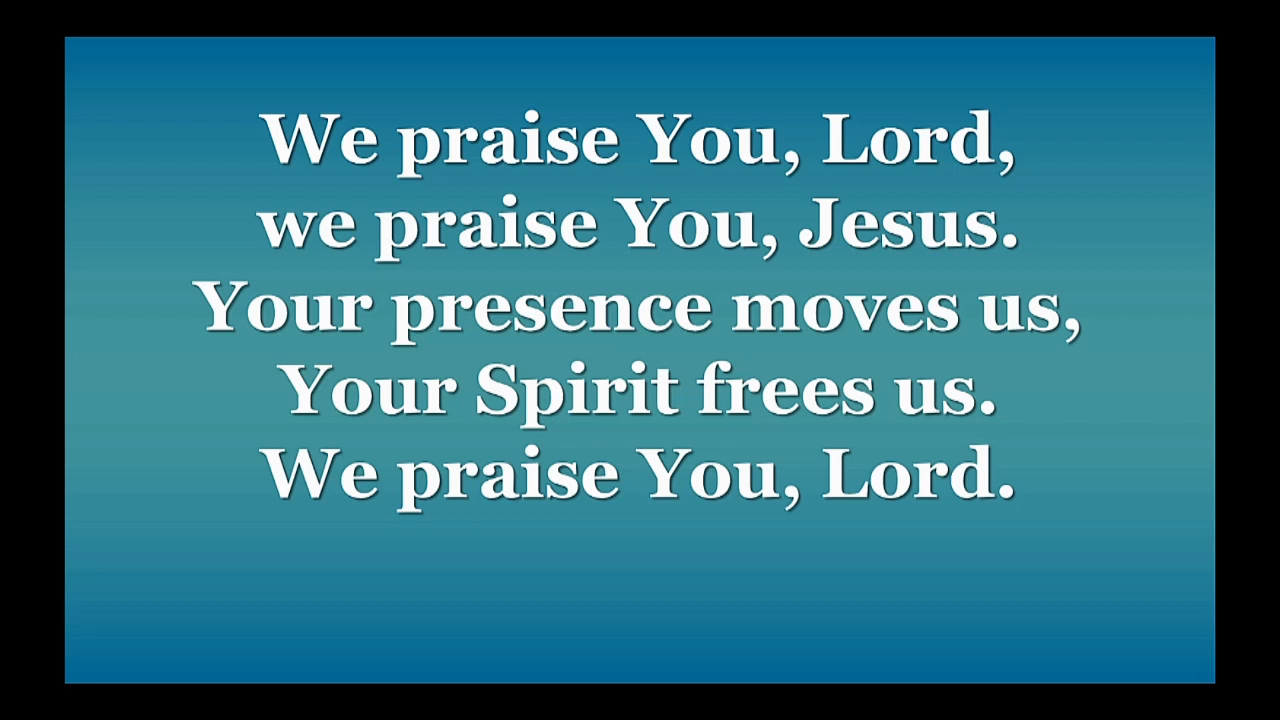 We praise You, Lord,
we praise You, Jesus.
Your presence moves us,
Your Spirit frees us.
We praise You, Lord.